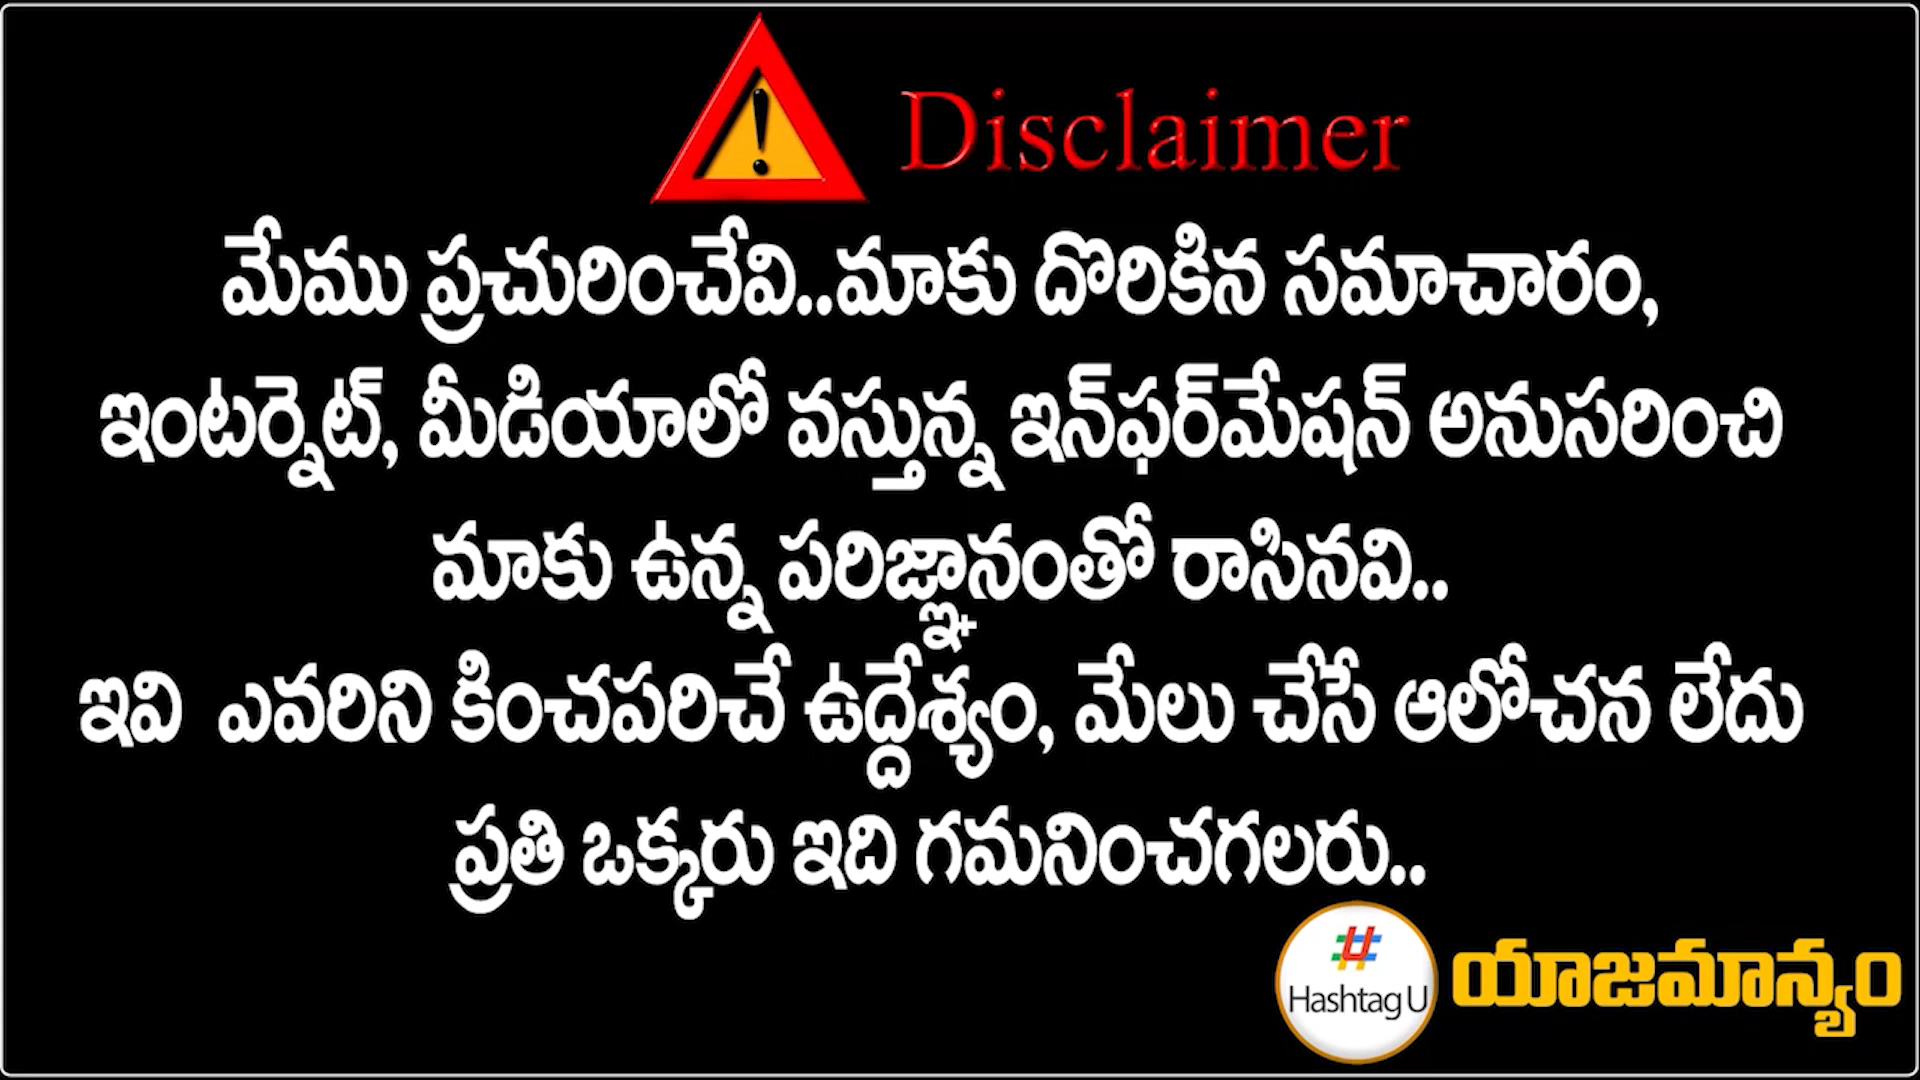 Disclaimer
మేము ప్రచురించేవి..మాకు దొరికిన సమాచారం,
ఇంటర్నెట్, మీడియాలో వస్తున్న ఇన్‌ఫర్‌మేషన్ అనుసరించి
మాకు ఉన్న పరిజ్ఞానంతో రాసినవి..
ఇవి ఎవరిని కించపరిచే ఉద్దేశ్యం, మేలు చేసే ఆలోచన లేదు
ప్రతి ఒక్కరు ఇది గమనించగలరు..
Hashtag U
యాజమాన్యం